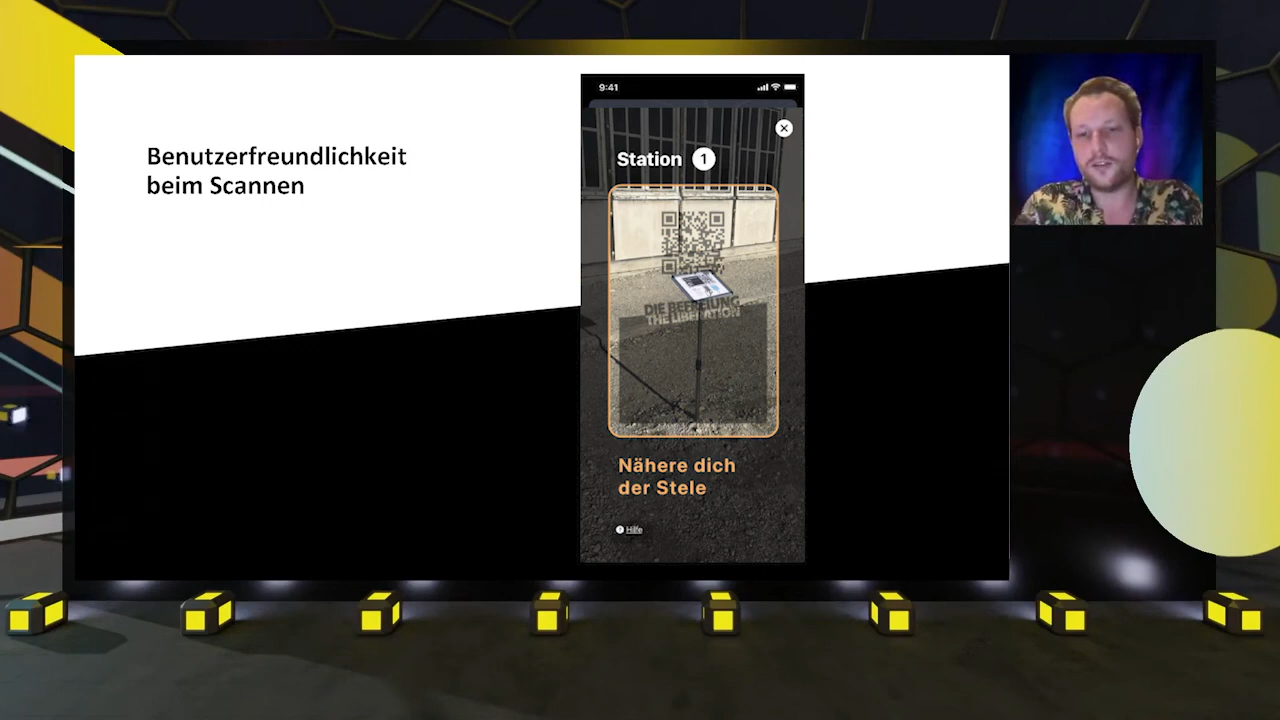 Benutzerfreundlichkeit
beim Scannen
9:41
Station 1
DIE BEFREIUNG
THE LIBERATION
Nähere dich
der Stele
Hilfe